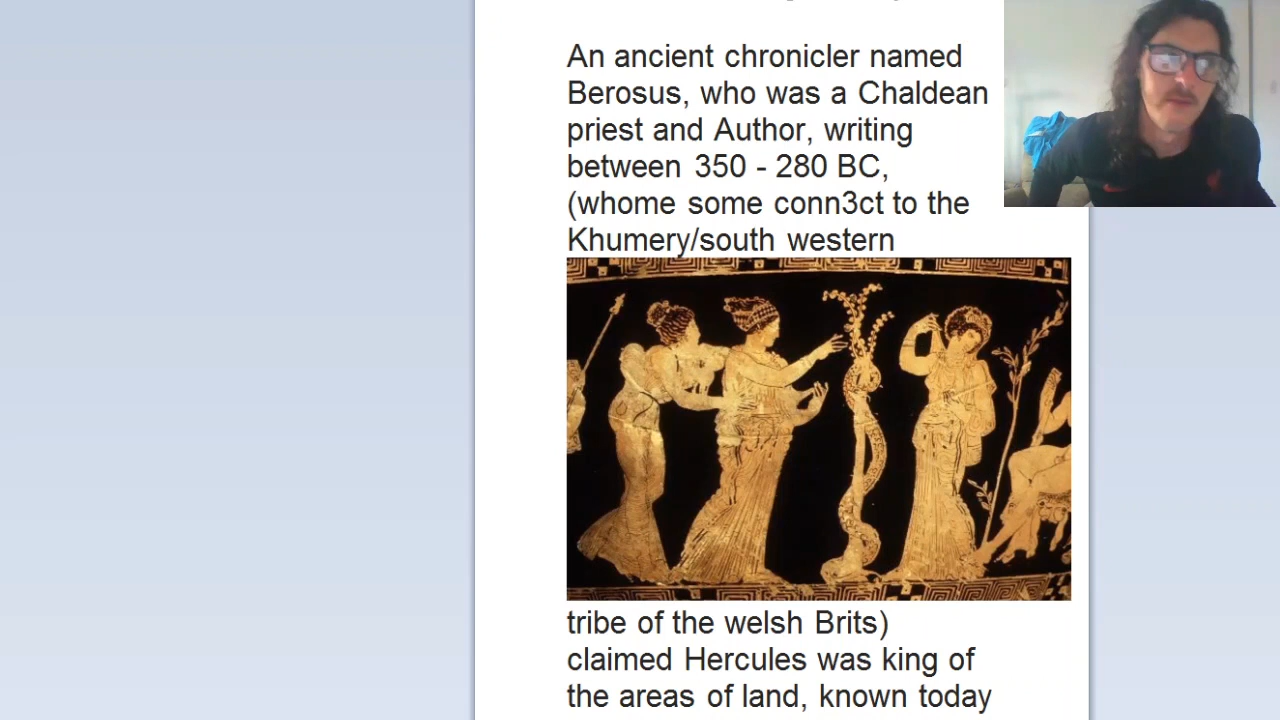 An ancient chronicler named
Berosus, who was a Chaldean
priest and Author, writing
between 350 - 280 BC,
(whome some conn3ct to the
Khumery/south western
tribe of the welsh Brits)
claimed Hercules was king of
the areas of land, known today